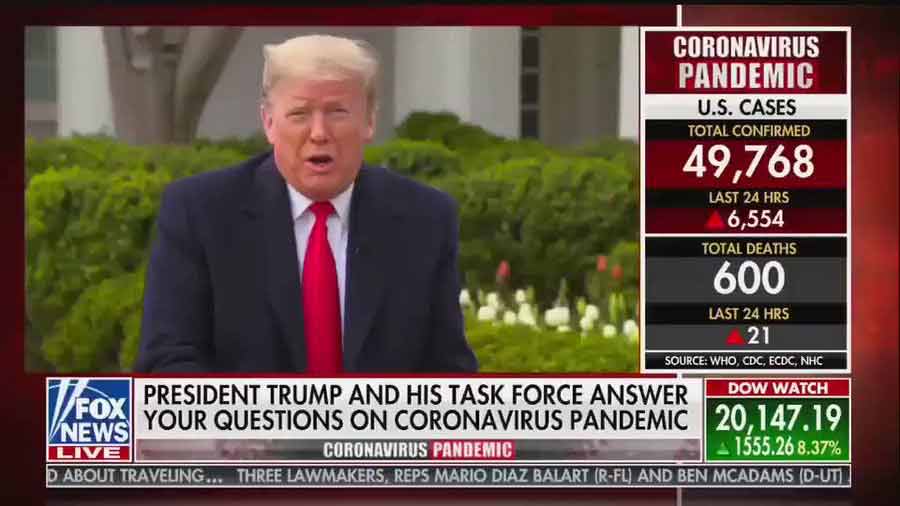 CORONAVIRUS
PANDEMIC
U.S. CASES
TOTAL CONFIRMED
49,768
LAST 24 HRS
6,554
TOTAL DEATHS
600
LAST 24 HRS
21
SOURCE: WHO, CDC, ECDC, NHC
FOX
NEWS
LIVE
PRESIDENT TRUMP AND HIS TASK FORCE ANSWER
YOUR QUESTIONS ON CORONAVIRUS PANDEMIC
CORONAVIRUS PANDEMIC
DOW WATCH
20,147.19
1555.26 8.37%
D ABOUT TRAVELING... THREE LAWMAKERS, REPS MARIO DIAZ BALART (R-FL) AND BEN MCADAMS (D-UT)